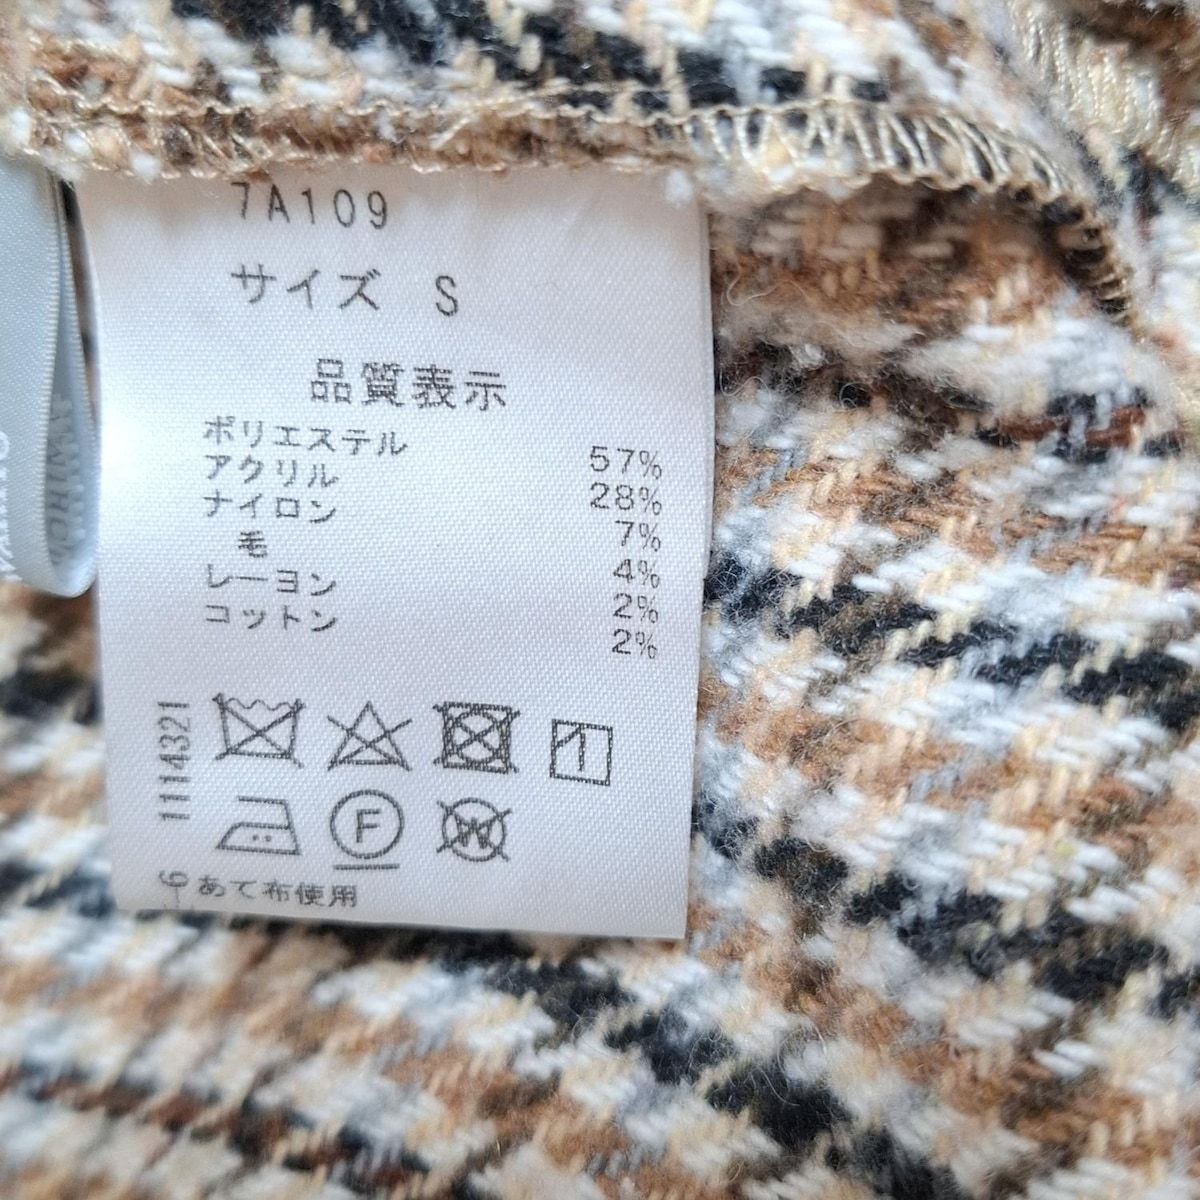 7A109
サイズ S
品質表示
ポリエステル 57%
アクリル 28%
ナイロン 7%
毛 4%
レーヨン 2%
コットン 2%
1
F
W
あて布使用
1114321